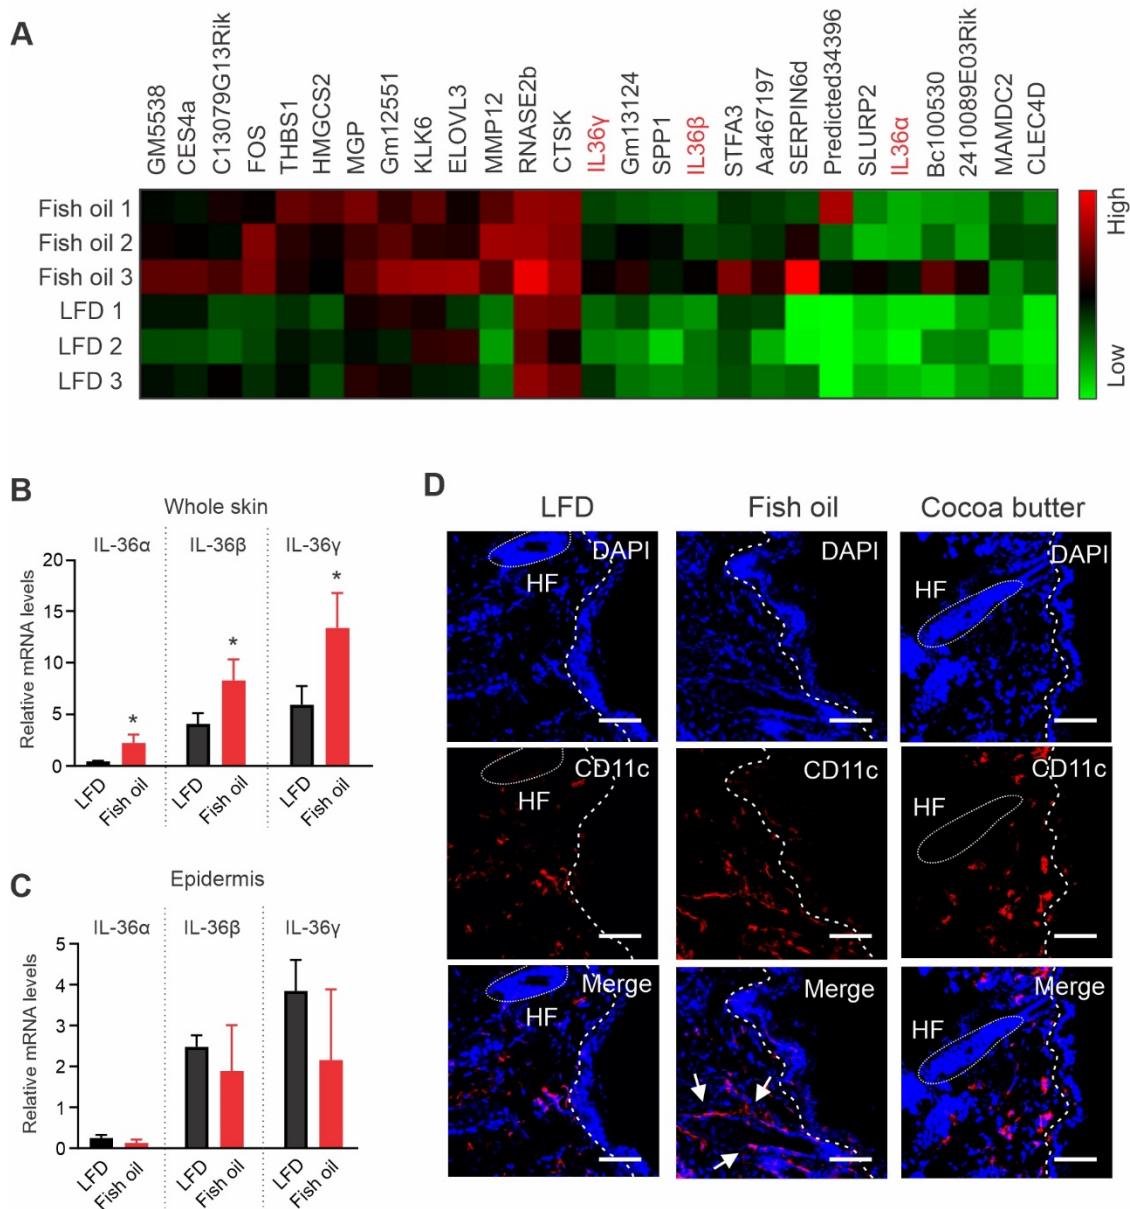 A
GM5538
CES4a
C13079G13Rik
FOS
THBS1
HMGCS2
MGP
Gm12551
KLK6
ELOVL3
MMP12
RNASE2b
CTSK
IL36γ
Gm13124
SPP1
IL36β
STFA3
Aa467197
SERPIN6d
Predicted34396
SLURP2
IL36α
Bc100530
2410089E03Rik
MAMDC2
CLEC4D
Fish oil 1
Fish oil 2
Fish oil 3
LFD 1
LFD 2
LFD 3
High
Low
B
Whole skin
IL-36α IL-36β IL-36γ
Relative mRNA levels
20
15
10
5
0
* * *
LFD Fish oil LFD Fish oil LFD Fish oil
C
Epidermis
IL-36α IL-36β IL-36γ
Relative mRNA levels
5
4
3
2
1
0
LFD Fish oil LFD Fish oil LFD Fish oil
D
LFD Fish oil Cocoa butter
DAPI DAPI DAPI
HF HF
CD11c CD11c CD11c
HF HF
Merge Merge Merge
HF HF